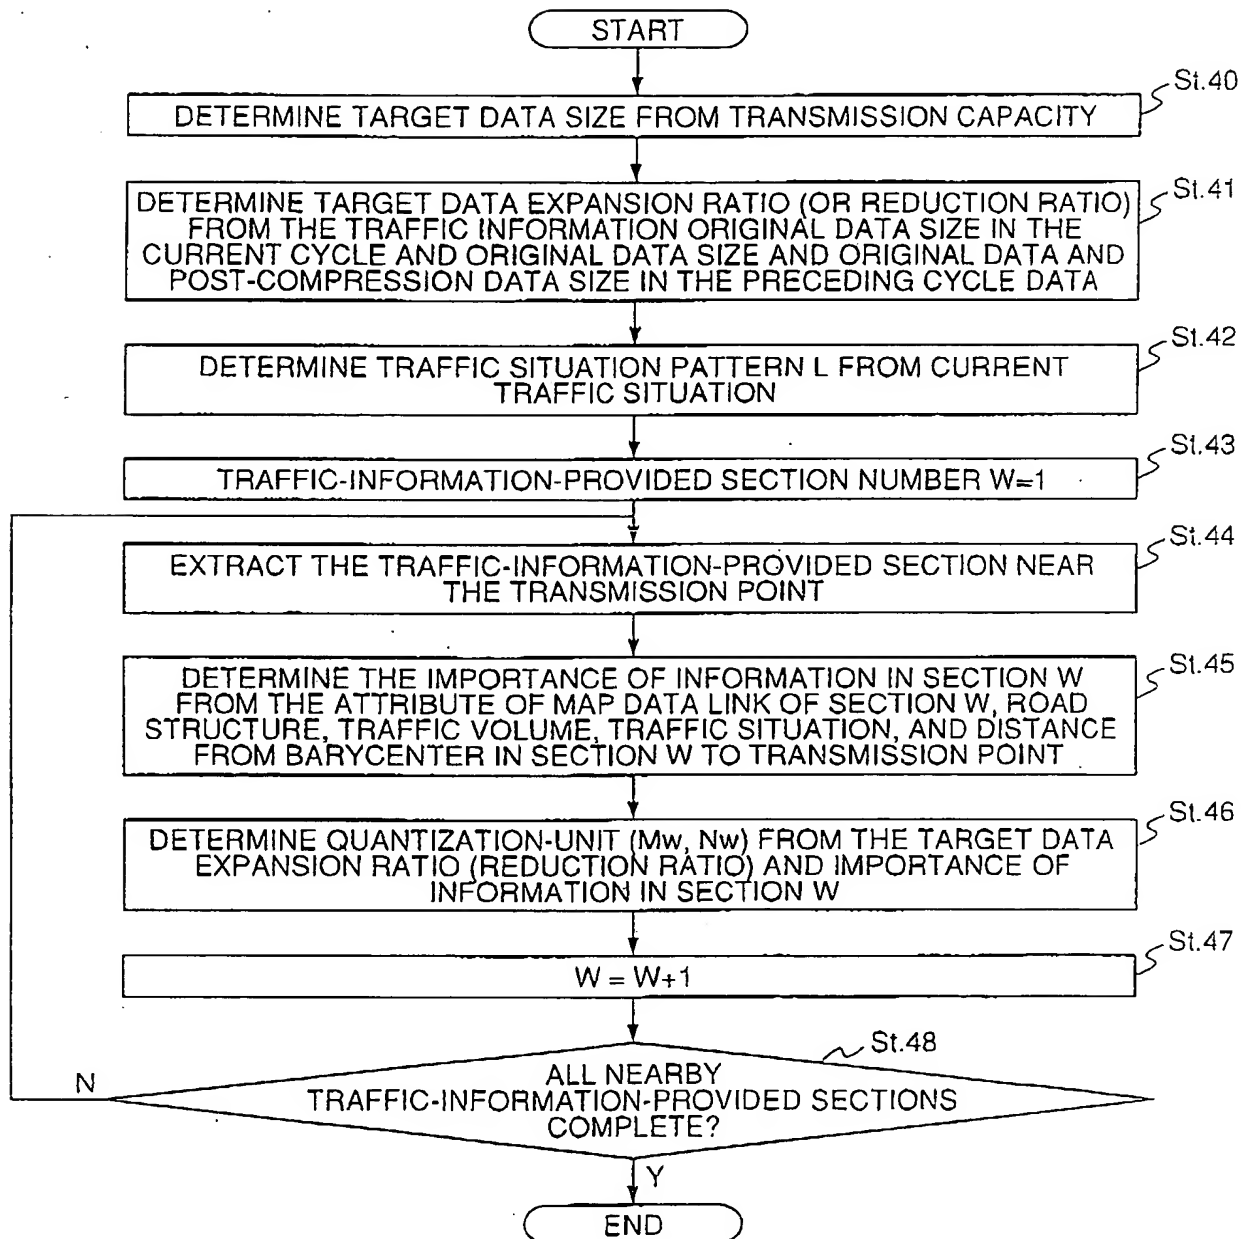 START
St.40
DETERMINE TARGET DATA SIZE FROM TRANSMISSION CAPACITY
St.41
DETERMINE TARGET DATA EXPANSION RATIO (OR REDUCTION RATIO)
FROM THE TRAFFIC INFORMATION ORIGINAL DATA SIZE IN THE
CURRENT CYCLE AND ORIGINAL DATA SIZE AND ORIGINAL DATA AND
POST-COMPRESSION DATA SIZE IN THE PRECEDING CYCLE DATA
St.42
DETERMINE TRAFFIC SITUATION PATTERN L FROM CURRENT
TRAFFIC SITUATION
St.43
TRAFFIC-INFORMATION-PROVIDED SECTION NUMBER W=1
St.44
EXTRACT THE TRAFFIC-INFORMATION-PROVIDED SECTION NEAR
THE TRANSMISSION POINT
St.45
DETERMINE THE IMPORTANCE OF INFORMATION IN SECTION W
FROM THE ATTRIBUTE OF MAP DATA LINK OF SECTION W, ROAD
STRUCTURE, TRAFFIC VOLUME, TRAFFIC SITUATION, AND DISTANCE
FROM BARYCENTER IN SECTION W TO TRANSMISSION POINT
St.46
DETERMINE QUANTIZATION-UNIT (Mw, Nw) FROM THE TARGET DATA
EXPANSION RATIO (REDUCTION RATIO) AND IMPORTANCE OF
INFORMATION IN SECTION W
St.47
W = W+1
St.48
ALL NEARBY
TRAFFIC-INFORMATION-PROVIDED SECTIONS
COMPLETE?
N
Y
END